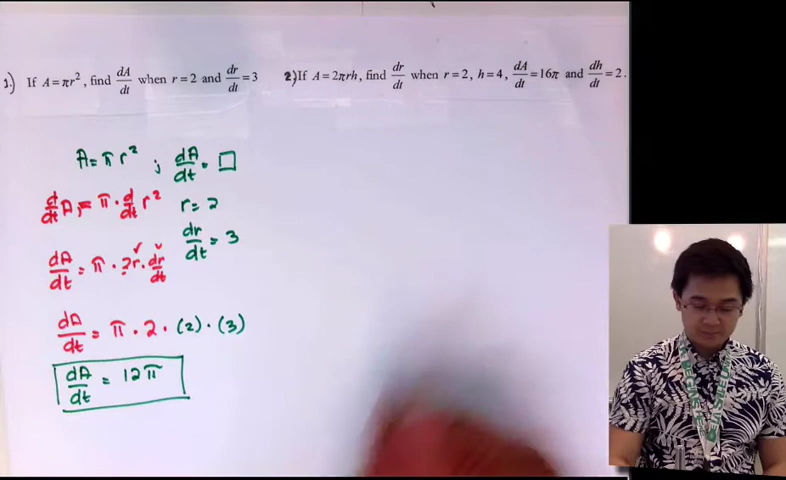 1.) If A = πr², find dA/dt when r = 2 and dr/dt = 3
2) If A = 2πrh, find dr/dt when r = 2, h = 4, dA/dt = 16π and dh/dt = 2.
A = π r² ; dA/dt = □
d/dt A = π · d/dt r²
r = 2
dr/dt = 3
dA/dt = π · 2r · dr/dt
dA/dt = π · 2 · (2) · (3)
dA/dt = 12π